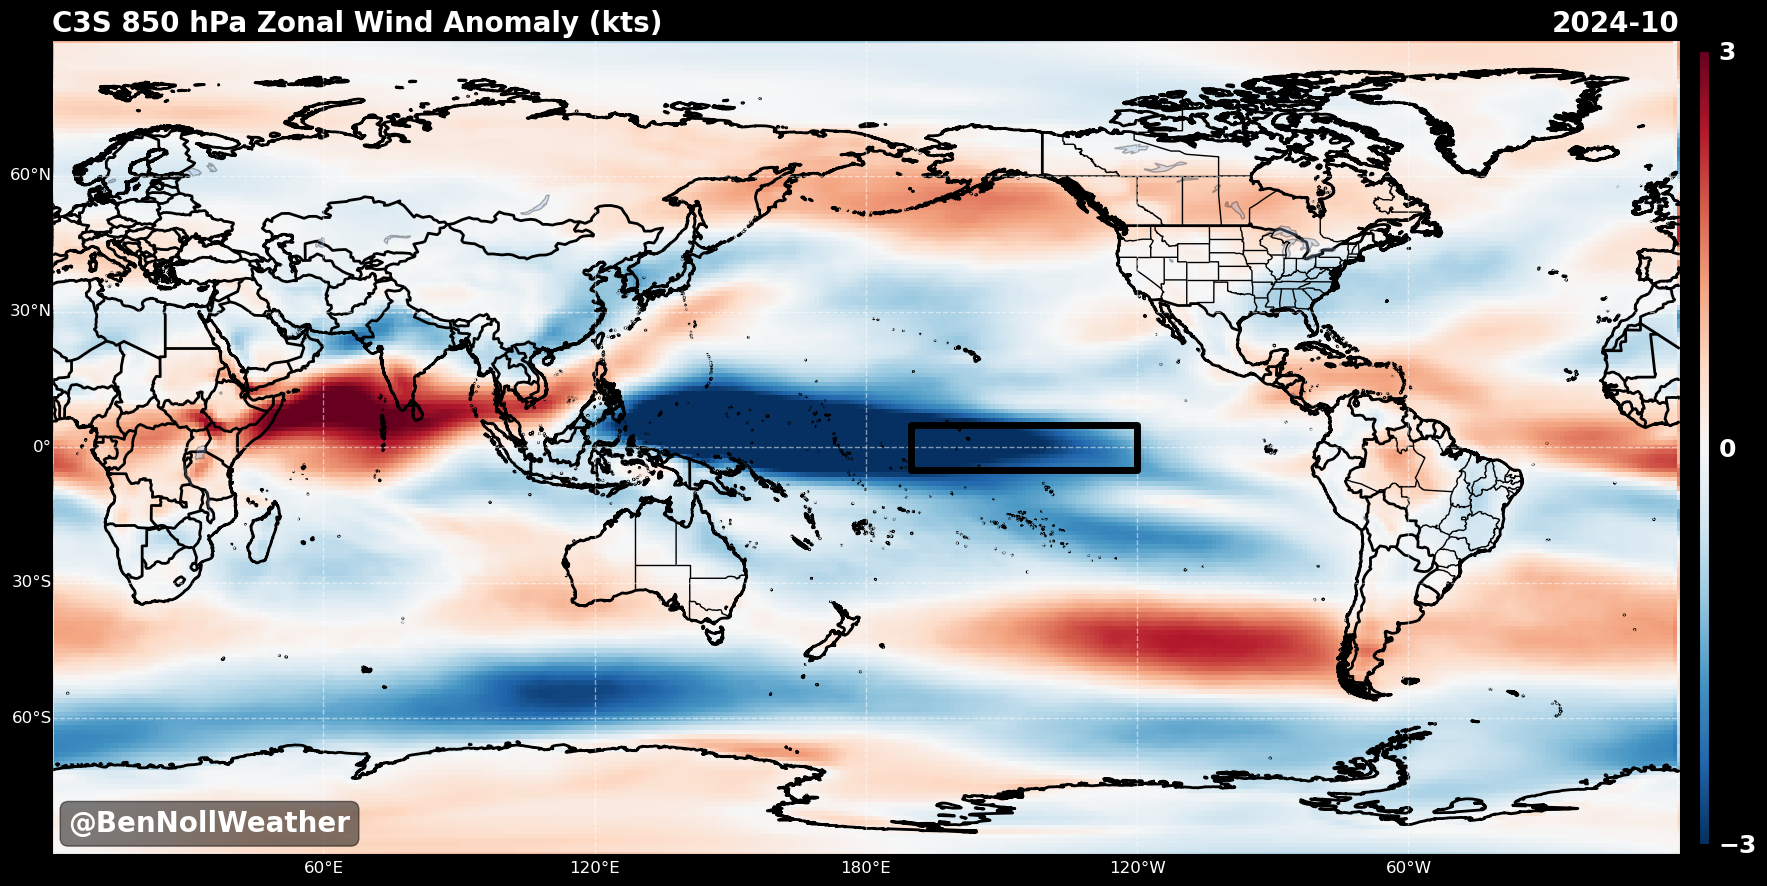 C3S 850 hPa Zonal Wind Anomaly (kts)
2024-10
3
60°N
30°N
0°
0
30°S
60°S
@BenNollWeather
−3
60°E
120°E
180°E
120°W
60°W